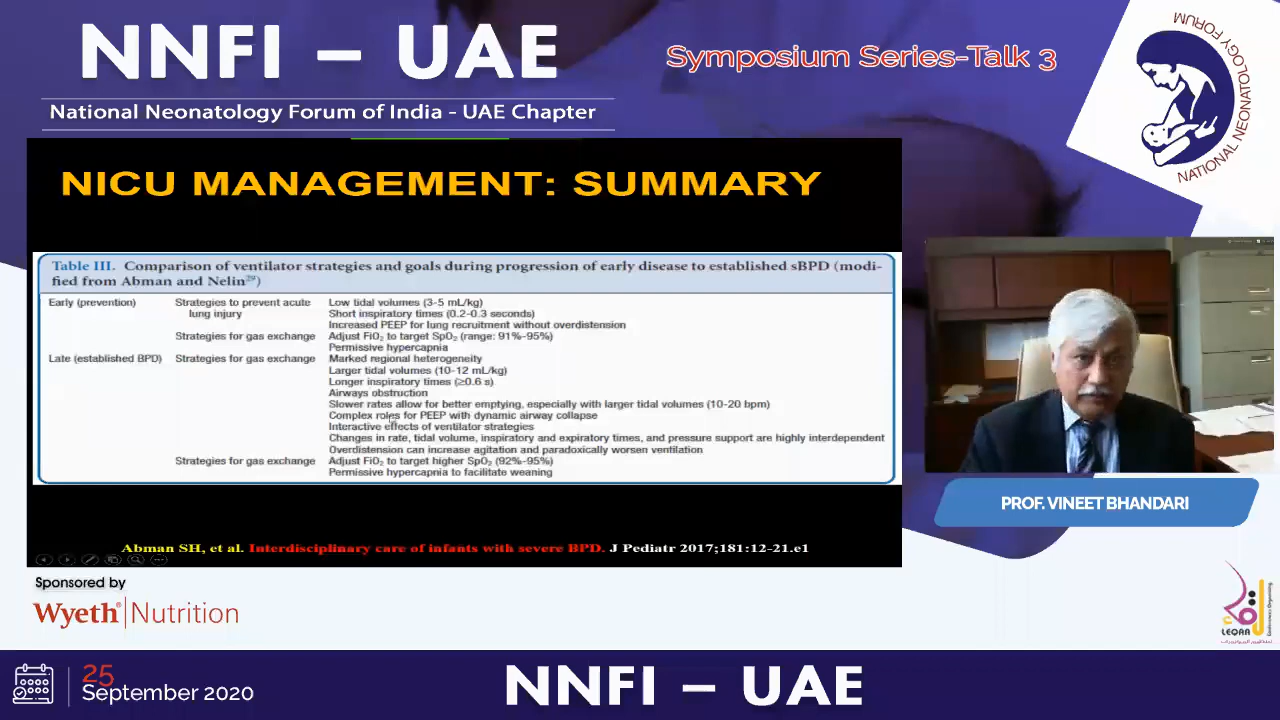 NNFI – UAE
National Neonatology Forum of India - UAE Chapter
Symposium Series-Talk 3
NATIONAL NEONATOLOGY FORUM
NICU MANAGEMENT: SUMMARY
Table III. Comparison of ventilator strategies and goals during progression of early disease to established sBPD (modi-
fied from Abman and Nelin²⁹)
Early (prevention) Strategies to prevent acute Low tidal volumes (3-5 mL/kg)
lung injury Short inspiratory times (0.2-0.3 seconds)
Increased PEEP for lung recruitment without overdistension
Strategies for gas exchange Adjust FiO₂ to target SpO₂ (range: 91%-95%)
Permissive hypercapnia
Late (established BPD) Strategies for gas exchange Marked regional heterogeneity
Larger tidal volumes (10-12 mL/kg)
Longer inspiratory times (≥0.6 s)
Airways obstruction
Slower rates allow for better emptying, especially with larger tidal volumes (10-20 bpm)
Complex roles for PEEP with dynamic airway collapse
Interactive effects of ventilator strategies
Changes in rate, tidal volume, inspiratory and expiratory times, and pressure support are highly interdependent
Overdistension can increase agitation and paradoxically worsen ventilation
Strategies for gas exchange Adjust FiO₂ to target higher SpO₂ (92%-95%)
Permissive hypercapnia to facilitate weaning
Abman SH, et al. Interdisciplinary care of infants with severe BPD. J Pediatr 2017;181:12-21.e1
PROF. VINEET BHANDARI
Sponsored by
Wyeth® Nutrition
LEQAA
25
September 2020
NNFI – UAE